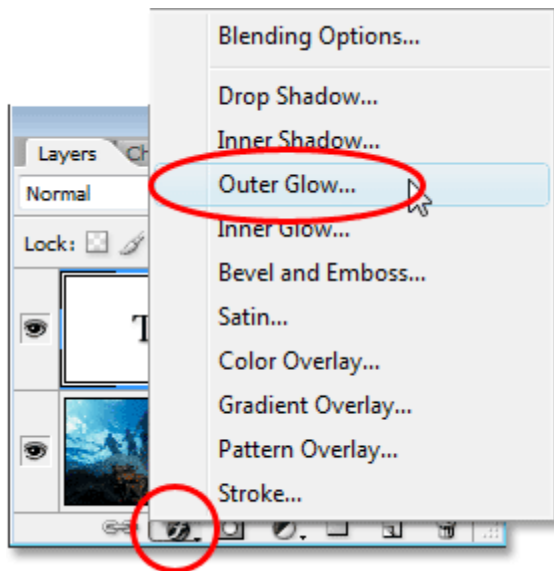 Blending Options...
Drop Shadow...
Inner Shadow...
Outer Glow...
Inner Glow...
Bevel and Emboss...
Satin...
Color Overlay...
Gradient Overlay...
Pattern Overlay...
Stroke...
Layers Ch
Normal
Lock:
T